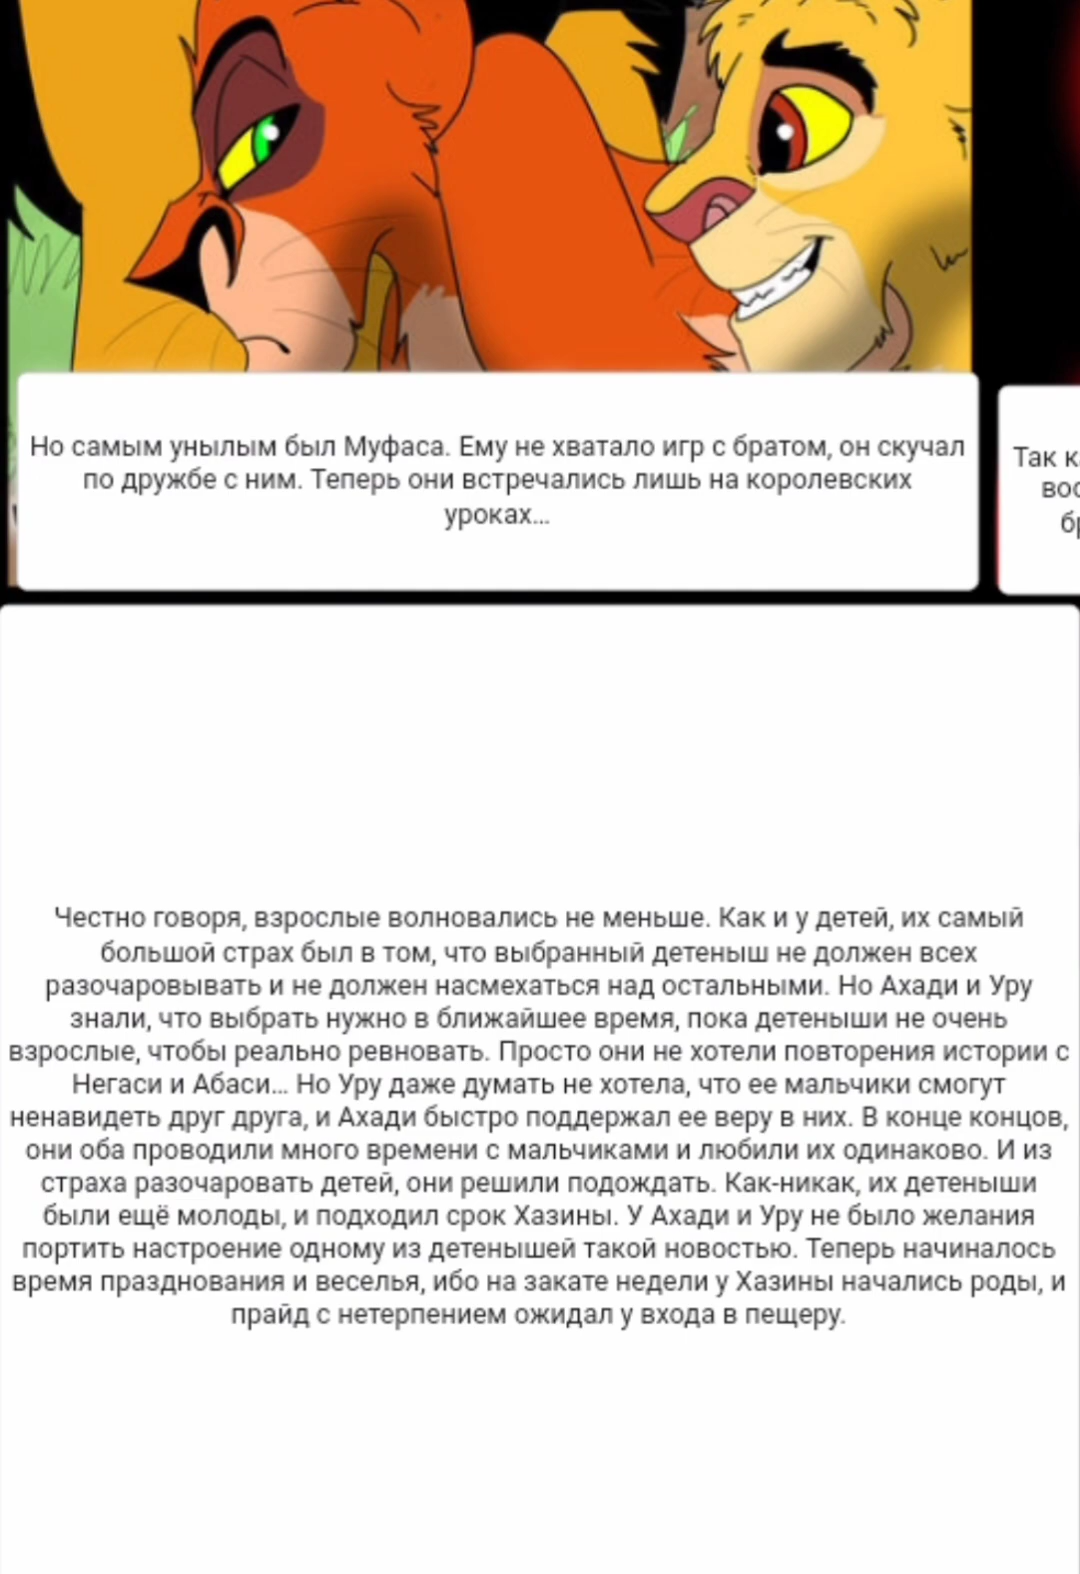 Но самым унылым был Муфаса. Ему не хватало игр с братом, он скучал
по дружбе с ним. Теперь они встречались лишь на королевских
уроках...
Так
Честно говоря, взрослые волновались не меньше. Как и у детей, их самый
большой страх был в том, что выбранный детеныш не должен всех
разочаровывать и не должен насмехаться над остальными. Но Ахади и Уру
знали, что выбрать нужно в ближайшее время, пока детеныши не очень
взрослые, чтобы реально ревновать. Просто они не хотели повторения истории с
Негаси и Абаси... Но Уру даже думать не хотела, что ее мальчики смогут
ненавидеть друг друга, и Ахади быстро поддержал ее веру в них. В конце концов,
они оба проводили много времени с мальчиками и любили их одинаково. И из
страха разочаровать детей, они решили подождать. Как-никак, их детеныши
были ещё молоды, и подходил срок Хазины. У Ахади и Уру не было желания
портить настроение одному из детенышей такой новостью. Теперь начиналось
время празднования и веселья, ибо на закате недели у Хазины начались роды, и
прайд с нетерпением ожидал у входа в пещеру.